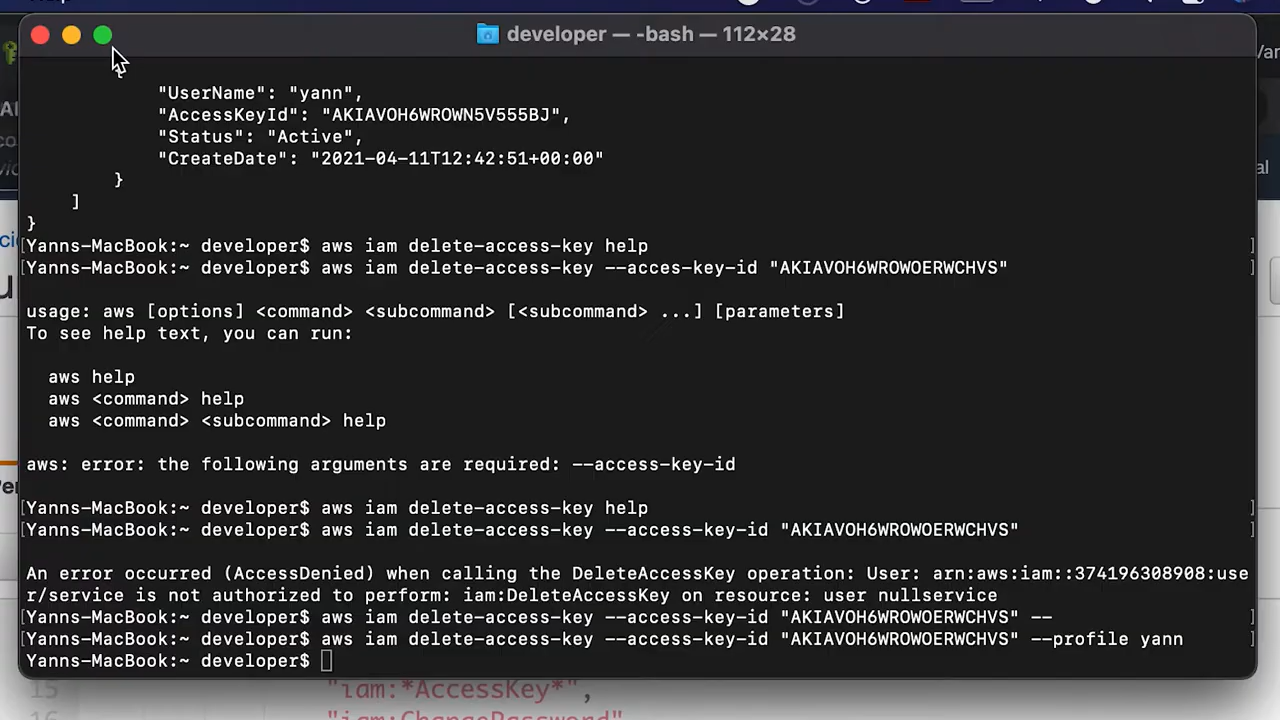 developer — -bash — 112×28
{
"UserName": "yann",
"AccessKeyId": "AKIAVOH6WROWN5V555BJ",
"Status": "Active",
"CreateDate": "2021-04-11T12:42:51+00:00"
}
]
}
[Yanns-MacBook:~ developer$ aws iam delete-access-key help ]
[Yanns-MacBook:~ developer$ aws iam delete-access-key --acces-key-id "AKIAVOH6WROWOERWCHVS" ]
usage: aws [options] <command> <subcommand> [<subcommand> ...] [parameters]
To see help text, you can run:
aws help
aws <command> help
aws <command> <subcommand> help
aws: error: the following arguments are required: --access-key-id
[Yanns-MacBook:~ developer$ aws iam delete-access-key help ]
[Yanns-MacBook:~ developer$ aws iam delete-access-key --access-key-id "AKIAVOH6WROWOERWCHVS" ]
An error occurred (AccessDenied) when calling the DeleteAccessKey operation: User: arn:aws:iam::374196308908:use
r/service is not authorized to perform: iam:DeleteAccessKey on resource: user nullservice
[Yanns-MacBook:~ developer$ aws iam delete-access-key --access-key-id "AKIAVOH6WROWOERWCHVS" -- ]
[Yanns-MacBook:~ developer$ aws iam delete-access-key --access-key-id "AKIAVOH6WROWOERWCHVS" --profile yann ]
Yanns-MacBook:~ developer$
15 "iam:*AccessKey*",
"iam:ChangePassword"